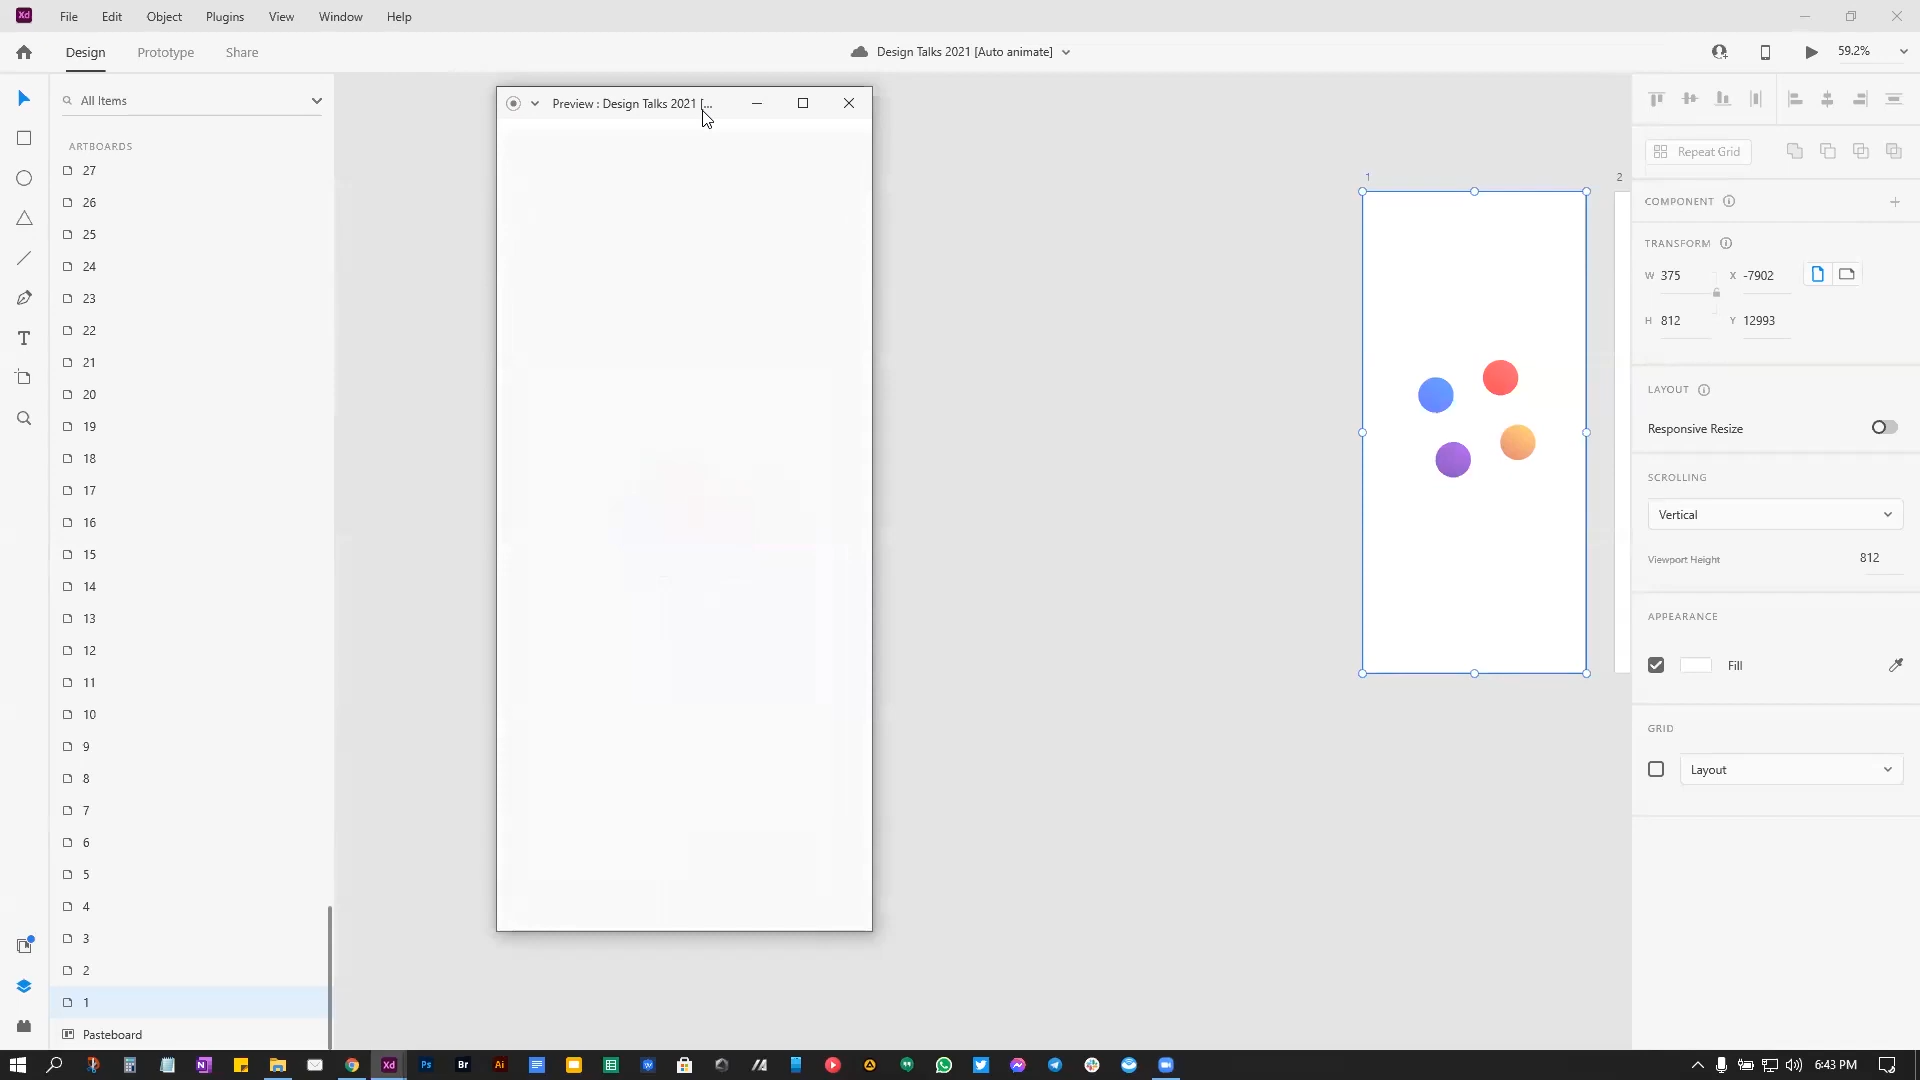 Xd File Edit Object Plugins View Window Help
Design Prototype Share Design Talks 2021 [Auto animate] 59.2%
All Items
ARTBOARDS
27
26
25
24
23
22
21
20
19
18
17
16
15
14
13
12
11
10
9
8
7
6
5
4
3
2
1
Pasteboard
Preview : Design Talks 2021 [...
1
2
Repeat Grid
COMPONENT
TRANSFORM
W 375 X -7902
H 812 Y 12993
LAYOUT
Responsive Resize
SCROLLING
Vertical
Viewport Height 812
APPEARANCE
Fill
GRID
Layout
Xd Ps Br Ai 6:43 PM